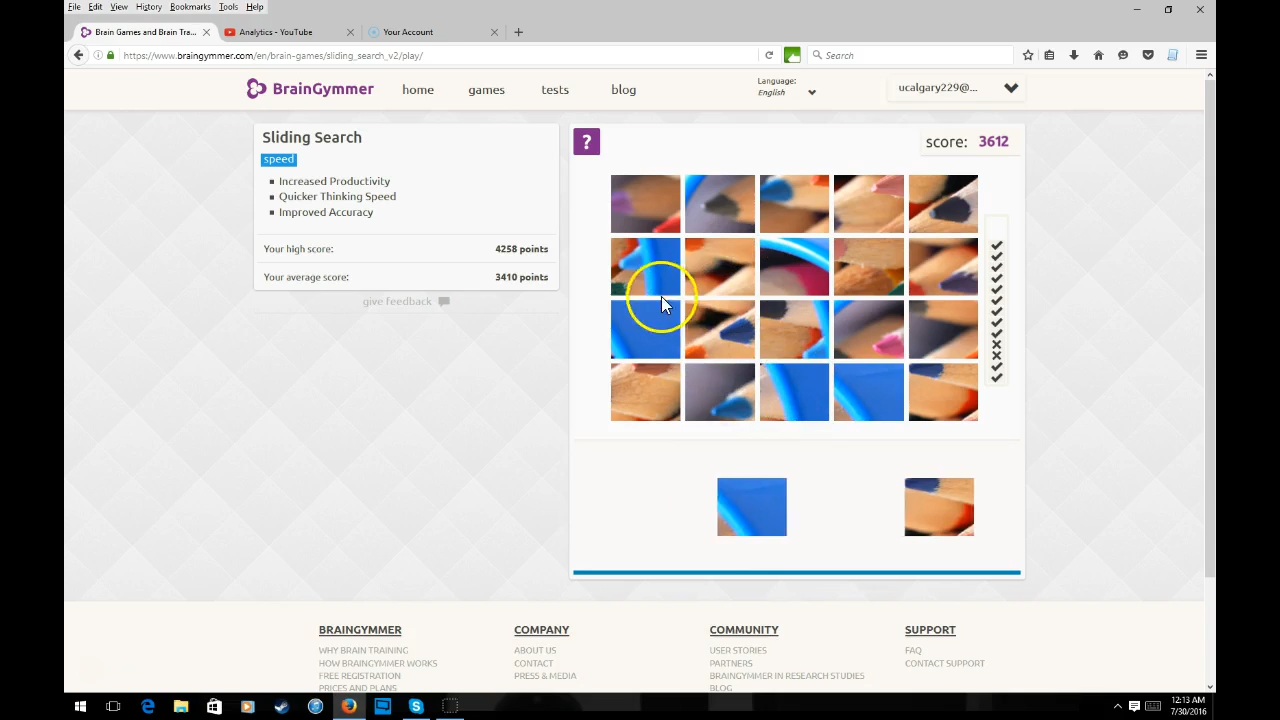 File Edit View History Bookmarks Tools Help
Brain Games and Brain Tra... Analytics - YouTube Your Account
https://www.braingymmer.com/en/brain-games/sliding_search_v2/play/ Search
BrainGymmer home games tests blog Language: English ucalgary229@...
Sliding Search
speed
Increased Productivity
Quicker Thinking Speed
Improved Accuracy
Your high score: 4258 points
Your average score: 3410 points
give feedback
? score: 3612
BRAINGYMMER COMPANY COMMUNITY SUPPORT
WHY BRAIN TRAINING ABOUT US USER STORIES FAQ
HOW BRAINGYMMER WORKS CONTACT PARTNERS CONTACT SUPPORT
FREE REGISTRATION PRESS & MEDIA BRAINGYMMER IN RESEARCH STUDIES
PRICES AND PLANS BLOG
12:13 AM
7/30/2016